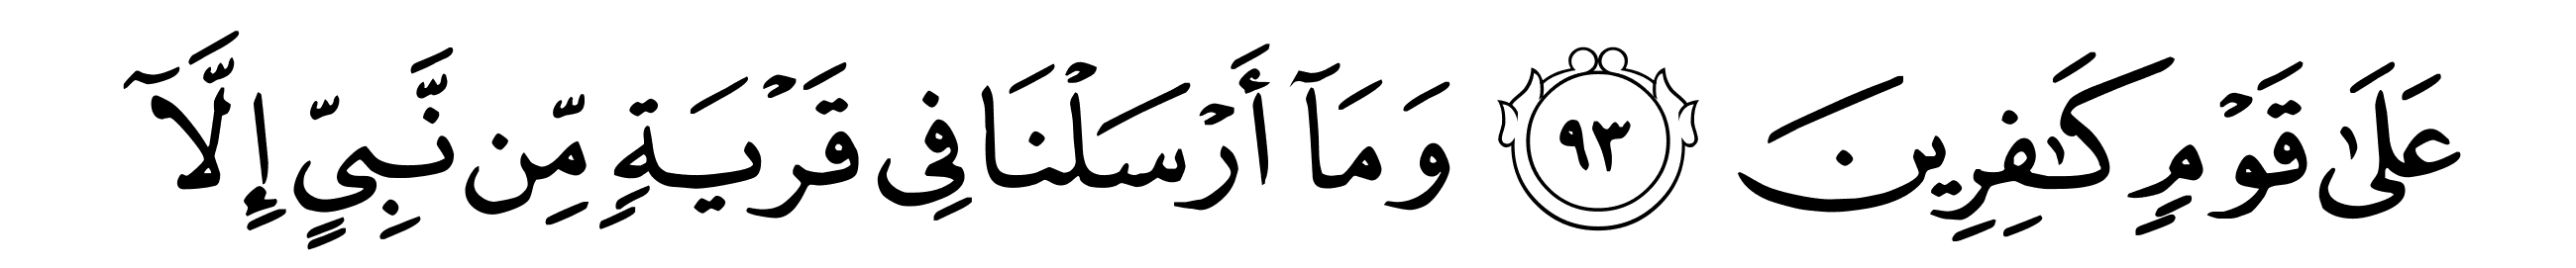 عَلَىٰ قَوْمٍ كَٰفِرِينَ ۝٩٣ وَمَآ أَرْسَلْنَا فِى قَرْيَةٍ مِّن نَّبِىٍّ إِلَّآ